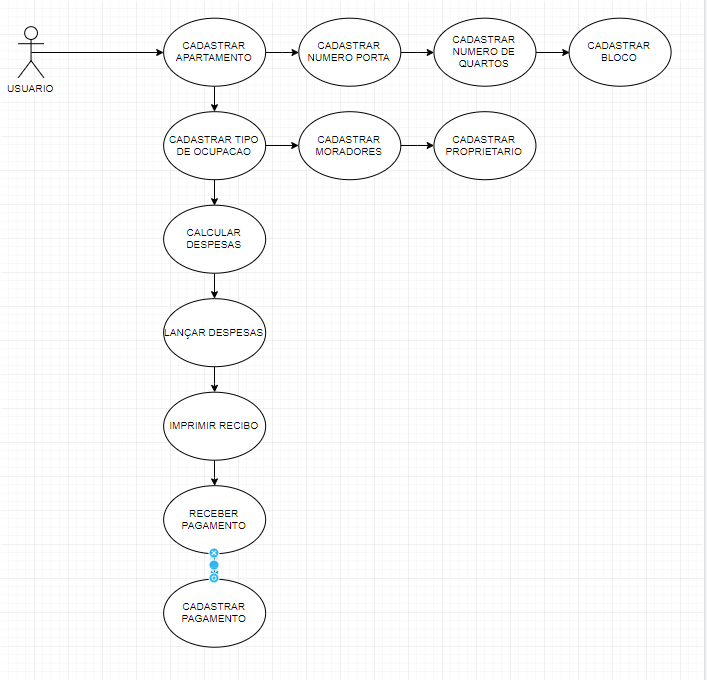 USUARIO
CADASTRAR
APARTAMENTO
CADASTRAR
NUMERO PORTA
CADASTRAR
NUMERO DE
QUARTOS
CADASTRAR
BLOCO
CADASTRAR TIPO
DE OCUPACAO
CADASTRAR
MORADORES
CADASTRAR
PROPRIETARIO
CALCULAR
DESPESAS
LANÇAR DESPESAS
IMPRIMIR RECIBO
RECEBER
PAGAMENTO
CADASTRAR
PAGAMENTO